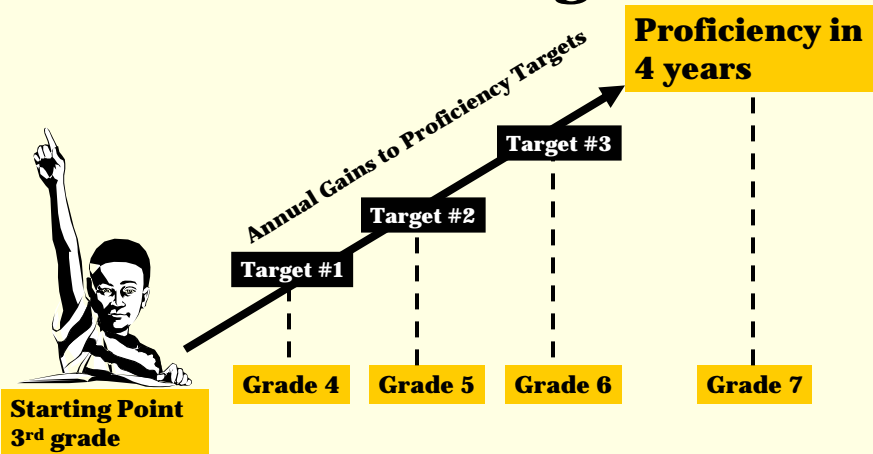 Proficiency in
4 years
Annual Gains to Proficiency Targets
Target #3
Target #2
Target #1
Grade 4
Grade 5
Grade 6
Grade 7
Starting Point
3rd grade